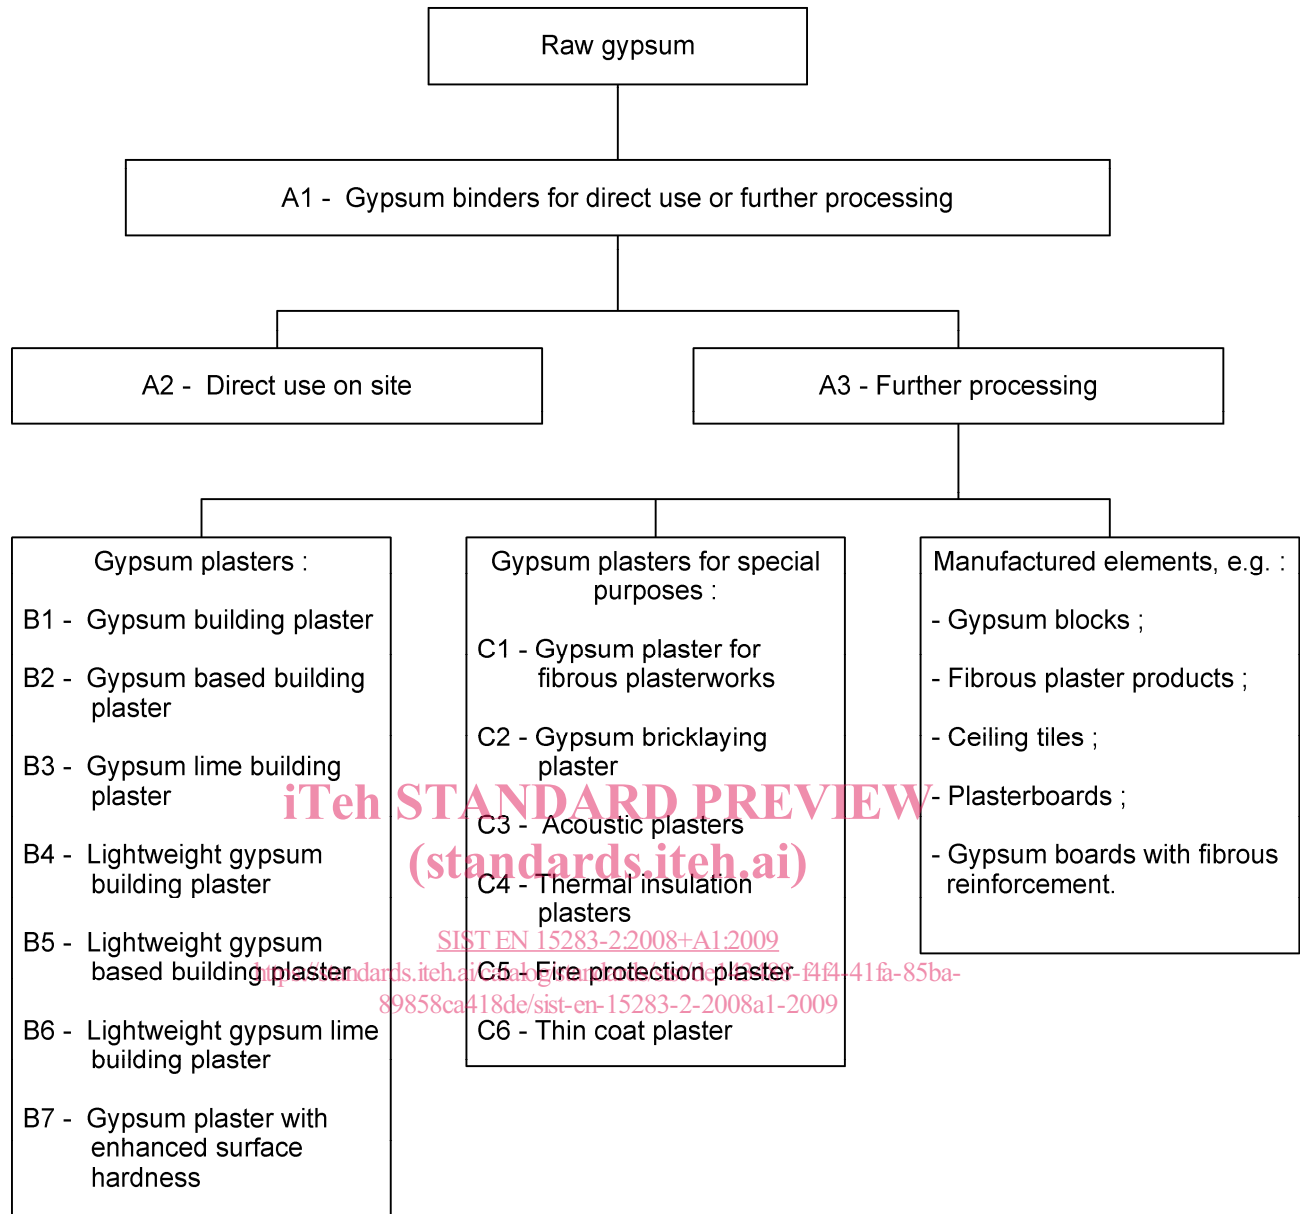 Raw gypsum
A1 - Gypsum binders for direct use or further processing
A2 - Direct use on site
A3 - Further processing
Gypsum plasters :
B1 - Gypsum building plaster
B2 - Gypsum based building
plaster
B3 - Gypsum lime building
plaster
B4 - Lightweight gypsum
building plaster
B5 - Lightweight gypsum
based building plaster
B6 - Lightweight gypsum lime
building plaster
B7 - Gypsum plaster with
enhanced surface
hardness
Gypsum plasters for special
purposes :
C1 - Gypsum plaster for
fibrous plasterworks
C2 - Gypsum bricklaying
plaster
C3 - Acoustic plasters
C4 - Thermal insulation
plasters
C5 - Fire protection plaster
C6 - Thin coat plaster
Manufactured elements, e.g. :
- Gypsum blocks ;
- Fibrous plaster products ;
- Ceiling tiles ;
- Plasterboards ;
- Gypsum boards with fibrous
reinforcement.
iTeh STANDARD PREVIEW
(standards.iteh.ai)
SIST EN 15283-2:2008+A1:2009
89858ca418de/sist-en-15283-2-2008a1-2009